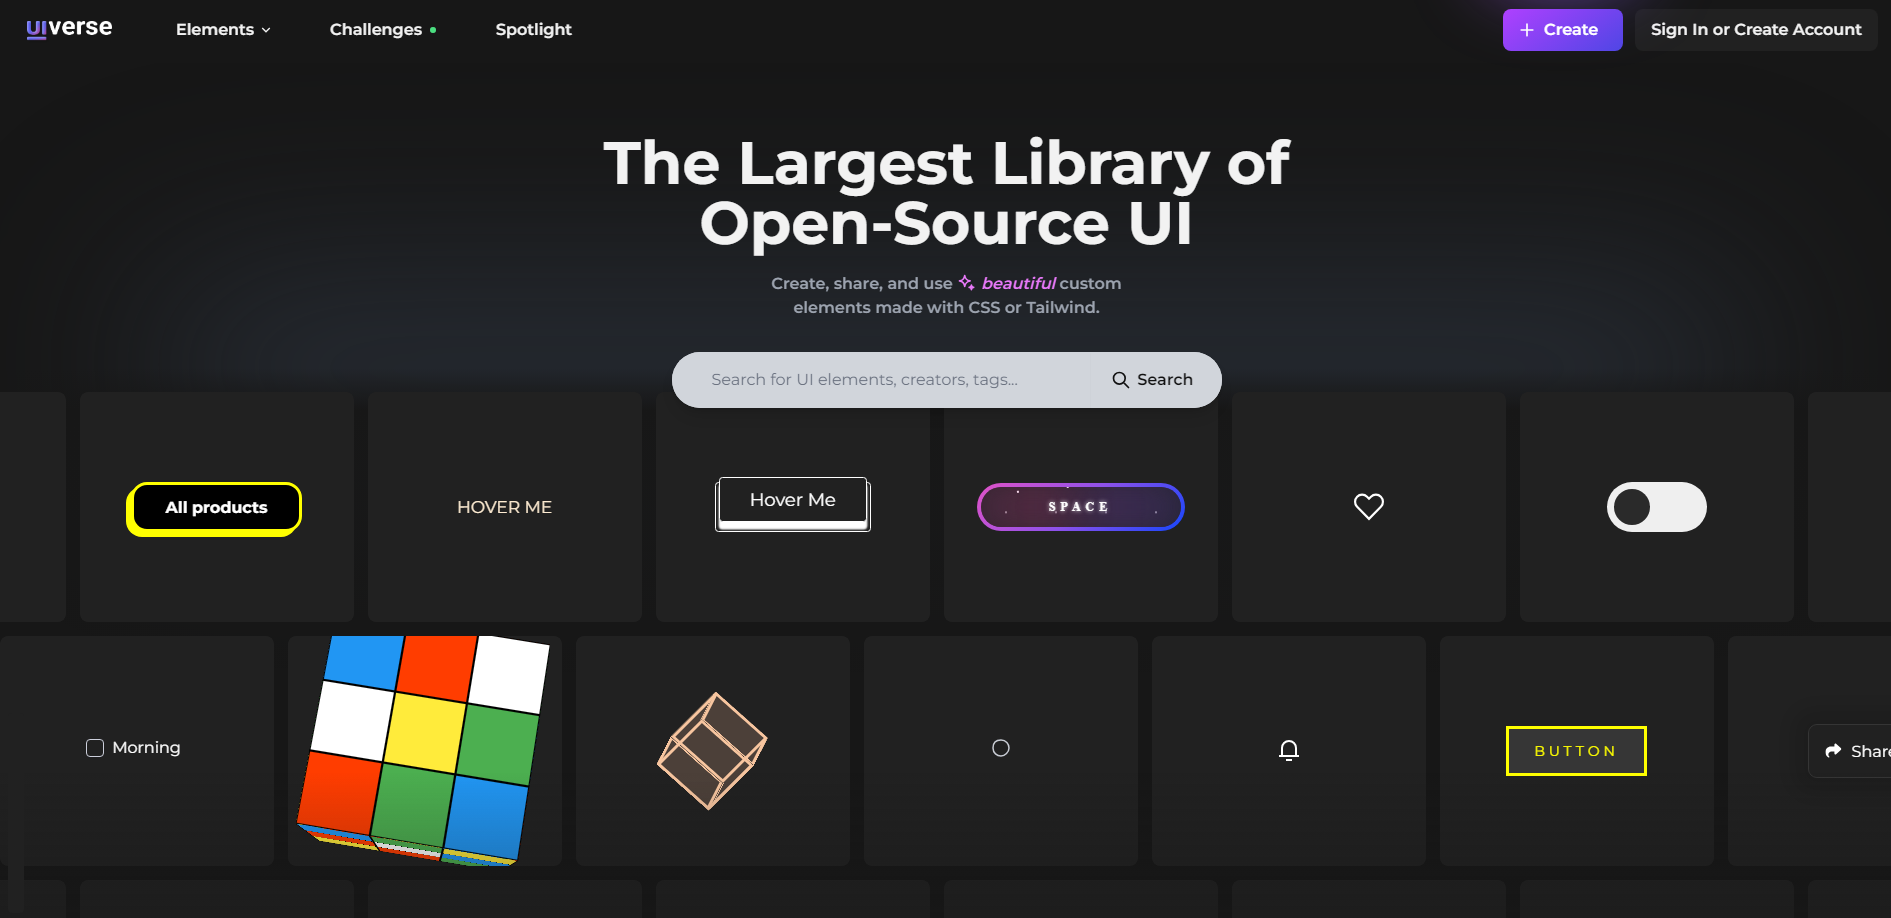 UIverse
Elements
Challenges
Spotlight
Create
Sign In or Create Account
The Largest Library of
Open-Source UI
Create, share, and use beautiful custom
elements made with CSS or Tailwind.
Search for UI elements, creators, tags...
Search
All products
HOVER ME
Hover Me
SPACE
Morning
BUTTON
Share